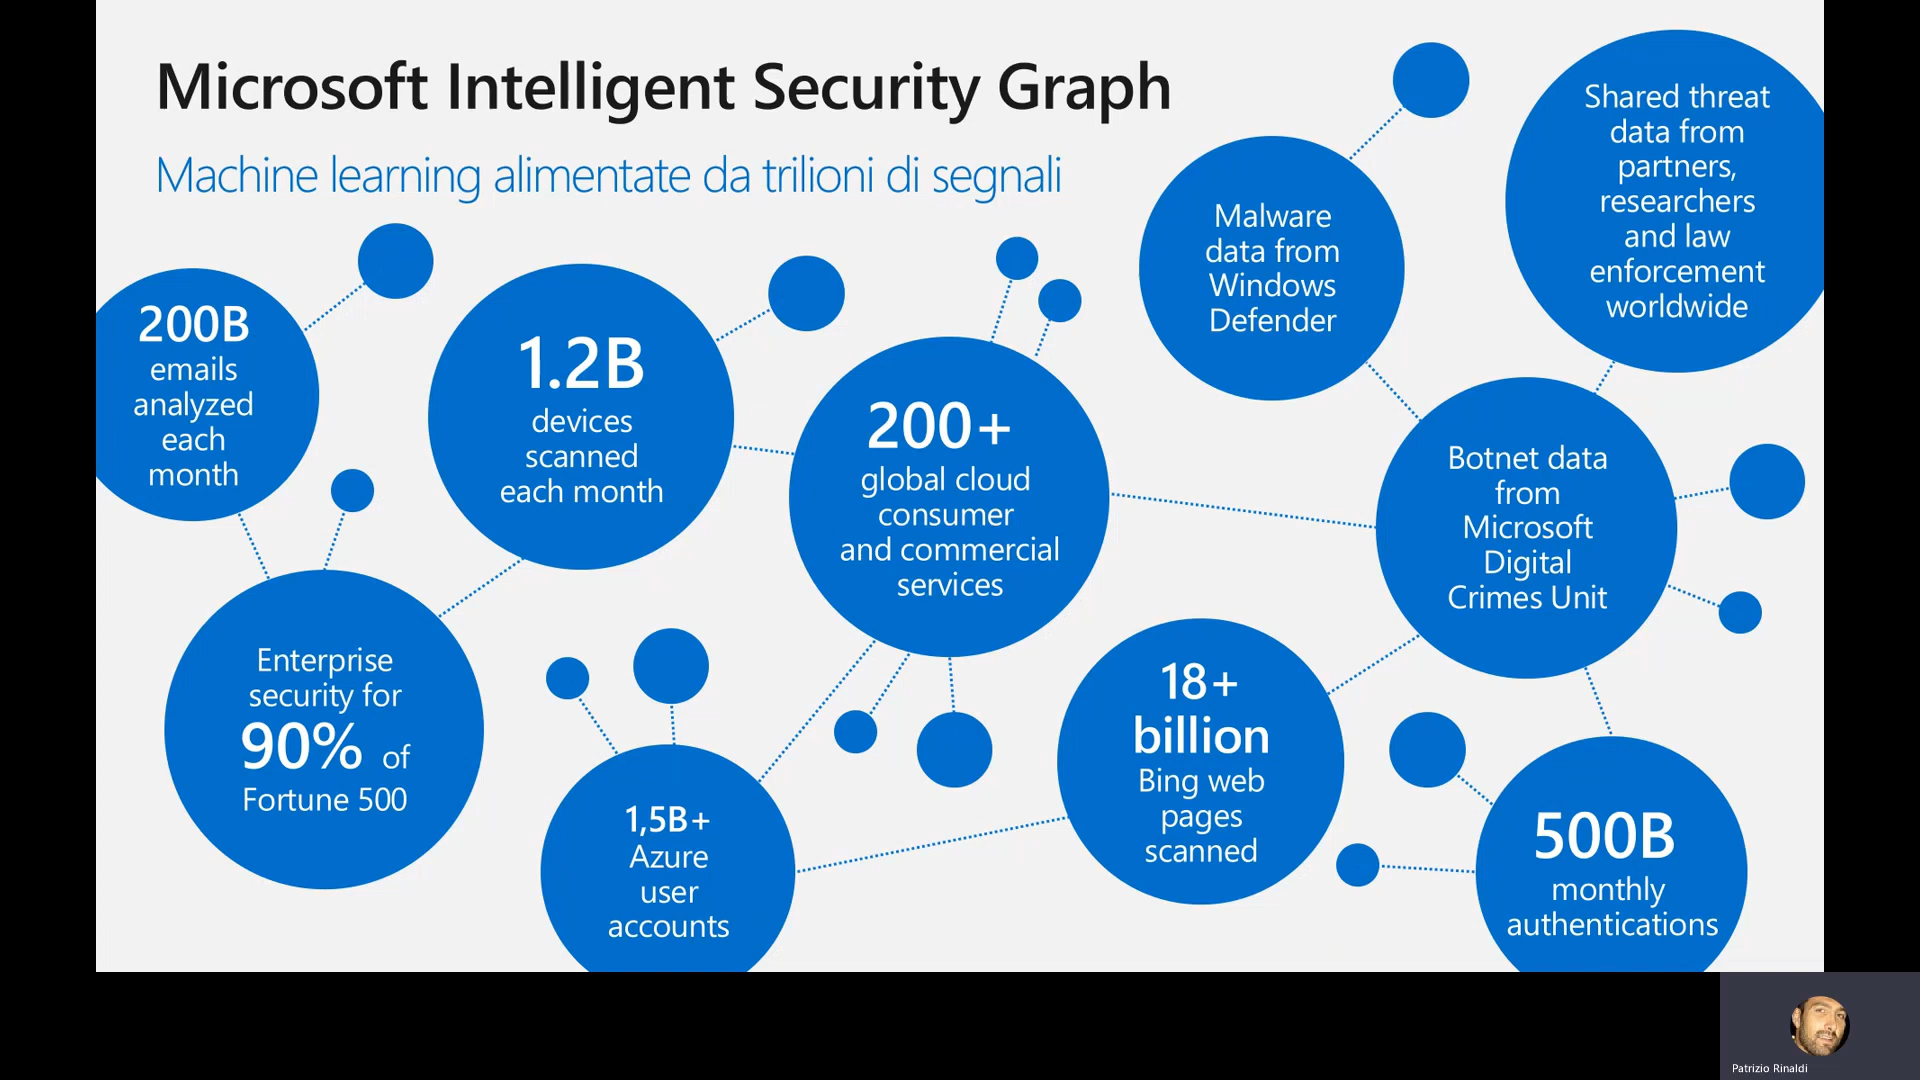 Microsoft Intelligent Security Graph
Machine learning alimentate da trilioni di segnali
200B
emails
analyzed
each
month
1.2B
devices
scanned
each month
200+
global cloud
consumer
and commercial
services
Malware
data from
Windows
Defender
Shared threat
data from
partners,
researchers
and law
enforcement
worldwide
Botnet data
from
Microsoft
Digital
Crimes Unit
Enterprise
security for
90% of
Fortune 500
1,5B+
Azure
user
accounts
18+
billion
Bing web
pages
scanned
500B
monthly
authentications
Patrizio Rinaldi